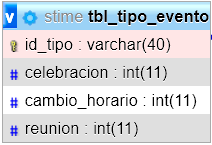 v stime tbl_tipo_evento
id_tipo : varchar(40)
# celebracion : int(11)
# cambio_horario : int(11)
# reunion : int(11)